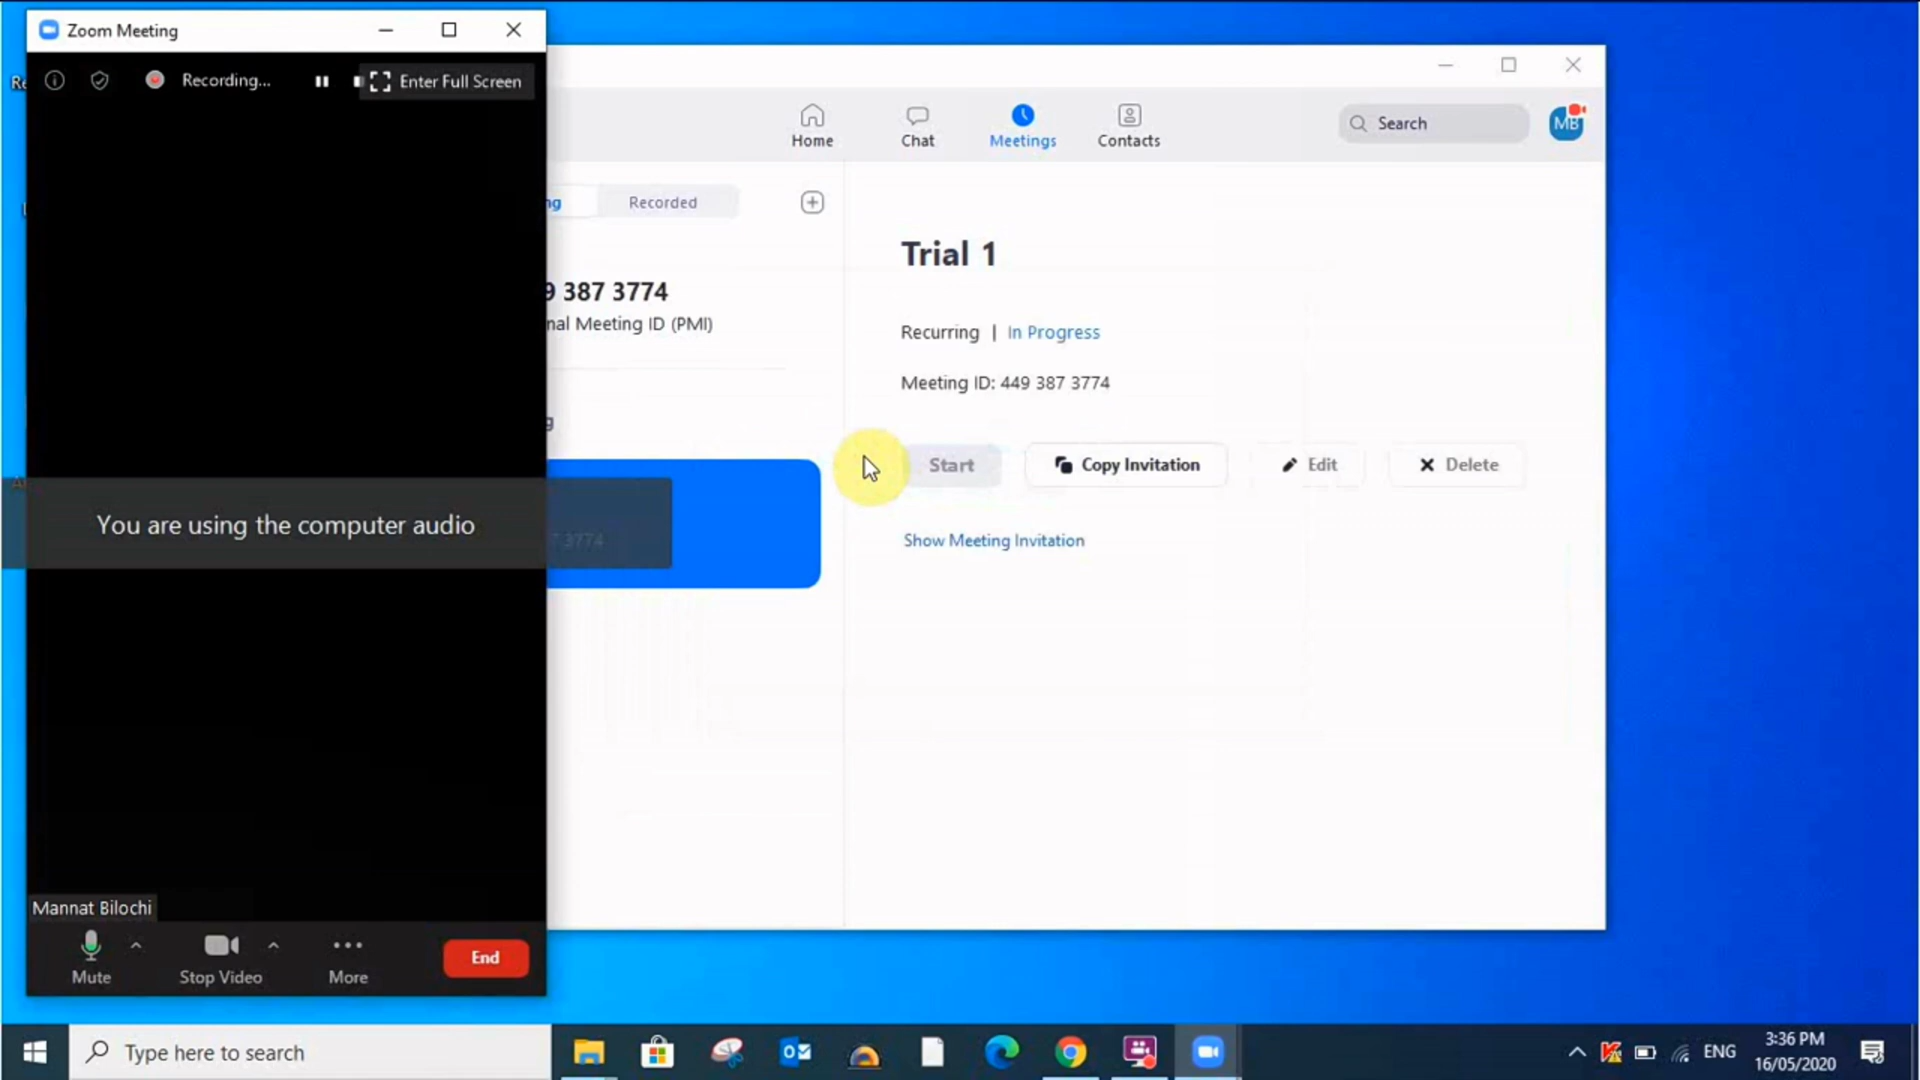 Zoom Meeting
Recording...
Enter Full Screen
Home
Chat
Meetings
Contacts
Search
MB
ng
Recorded
9 387 3774
nal Meeting ID (PMI)
g
7 3774
You are using the computer audio
Trial 1
Recurring | In Progress
Meeting ID: 449 387 3774
Start
Copy Invitation
Edit
Delete
Show Meeting Invitation
Mannat Bilochi
Mute
Stop Video
More
End
Type here to search
ENG
3:36 PM
16/05/2020